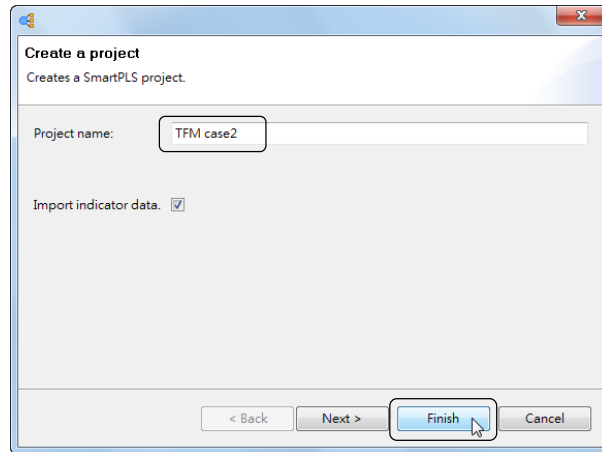 Create a project
Creates a SmartPLS project.
Project name: TFM case2
Import indicator data.
< Back Next > Finish Cancel